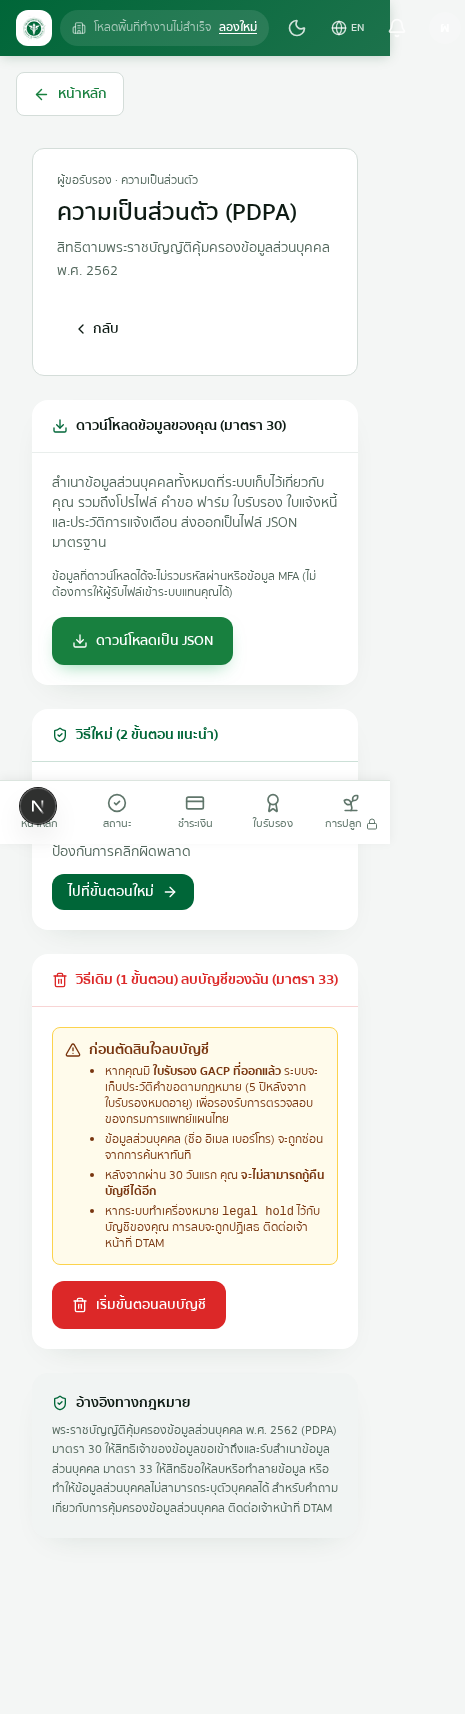 โหลดพื้นที่ทำงานไม่สำเร็จ ลองใหม่ EN
หน้าหลัก
ผู้ขอรับรอง · ความเป็นส่วนตัว
ความเป็นส่วนตัว (PDPA)
สิทธิตามพระราชบัญญัติคุ้มครองข้อมูลส่วนบุคคล
พ.ศ. 2562
กลับ
ดาวน์โหลดข้อมูลของคุณ (มาตรา 30)
สำเนาข้อมูลส่วนบุคคลทั้งหมดที่ระบบเก็บไว้เกี่ยวกับ
คุณ รวมถึงโปรไฟล์ คำขอ ฟาร์ม ใบรับรอง ใบแจ้งหนี้
และประวัติการแจ้งเตือน ส่งออกเป็นไฟล์ JSON
มาตรฐาน
ข้อมูลที่ดาวน์โหลดได้จะไม่รวมรหัสผ่านหรือข้อมูล MFA (ไม่
ต้องการให้ผู้รับไฟล์เข้าระบบแทนคุณได้)
ดาวน์โหลดเป็น JSON
วิธีใหม่ (2 ขั้นตอน แนะนำ)
N
สถานะ
ชำระเงิน
ใบรับรอง
การปลูก
ป้องกันการคลิกผิดพลาด
ไปที่ขั้นตอนใหม่
วิธีเดิม (1 ขั้นตอน) ลบบัญชีของฉัน (มาตรา 33)
ก่อนตัดสินใจลบบัญชี
หากคุณมี ใบรับรอง GACP ที่ออกแล้ว ระบบจะ
เก็บประวัติคำขอตามกฎหมาย (5 ปีหลังจาก
ใบรับรองหมดอายุ) เพื่อรองรับการตรวจสอบ
ของกรมการแพทย์แผนไทย
ข้อมูลส่วนบุคคล (ชื่อ อีเมล เบอร์โทร) จะถูกซ่อน
จากการค้นหาทันที
หลังจากผ่าน 30 วันแรก คุณ จะไม่สามารถกู้คืน
บัญชีได้อีก
หากระบบทำเครื่องหมาย legal hold ไว้กับ
บัญชีของคุณ การลบจะถูกปฏิเสธ ติดต่อเจ้า
หน้าที่ DTAM
เริ่มขั้นตอนลบบัญชี
อ้างอิงทางกฎหมาย
พระราชบัญญัติคุ้มครองข้อมูลส่วนบุคคล พ.ศ. 2562 (PDPA)
มาตรา 30 ให้สิทธิเจ้าของข้อมูลขอเข้าถึงและรับสำเนาข้อมูล
ส่วนบุคคล มาตรา 33 ให้สิทธิขอให้ลบหรือทำลายข้อมูล หรือ
ทำให้ข้อมูลส่วนบุคคลไม่สามารถระบุตัวบุคคลได้ สำหรับคำถาม
เกี่ยวกับการคุ้มครองข้อมูลส่วนบุคคล ติดต่อเจ้าหน้าที่ DTAM